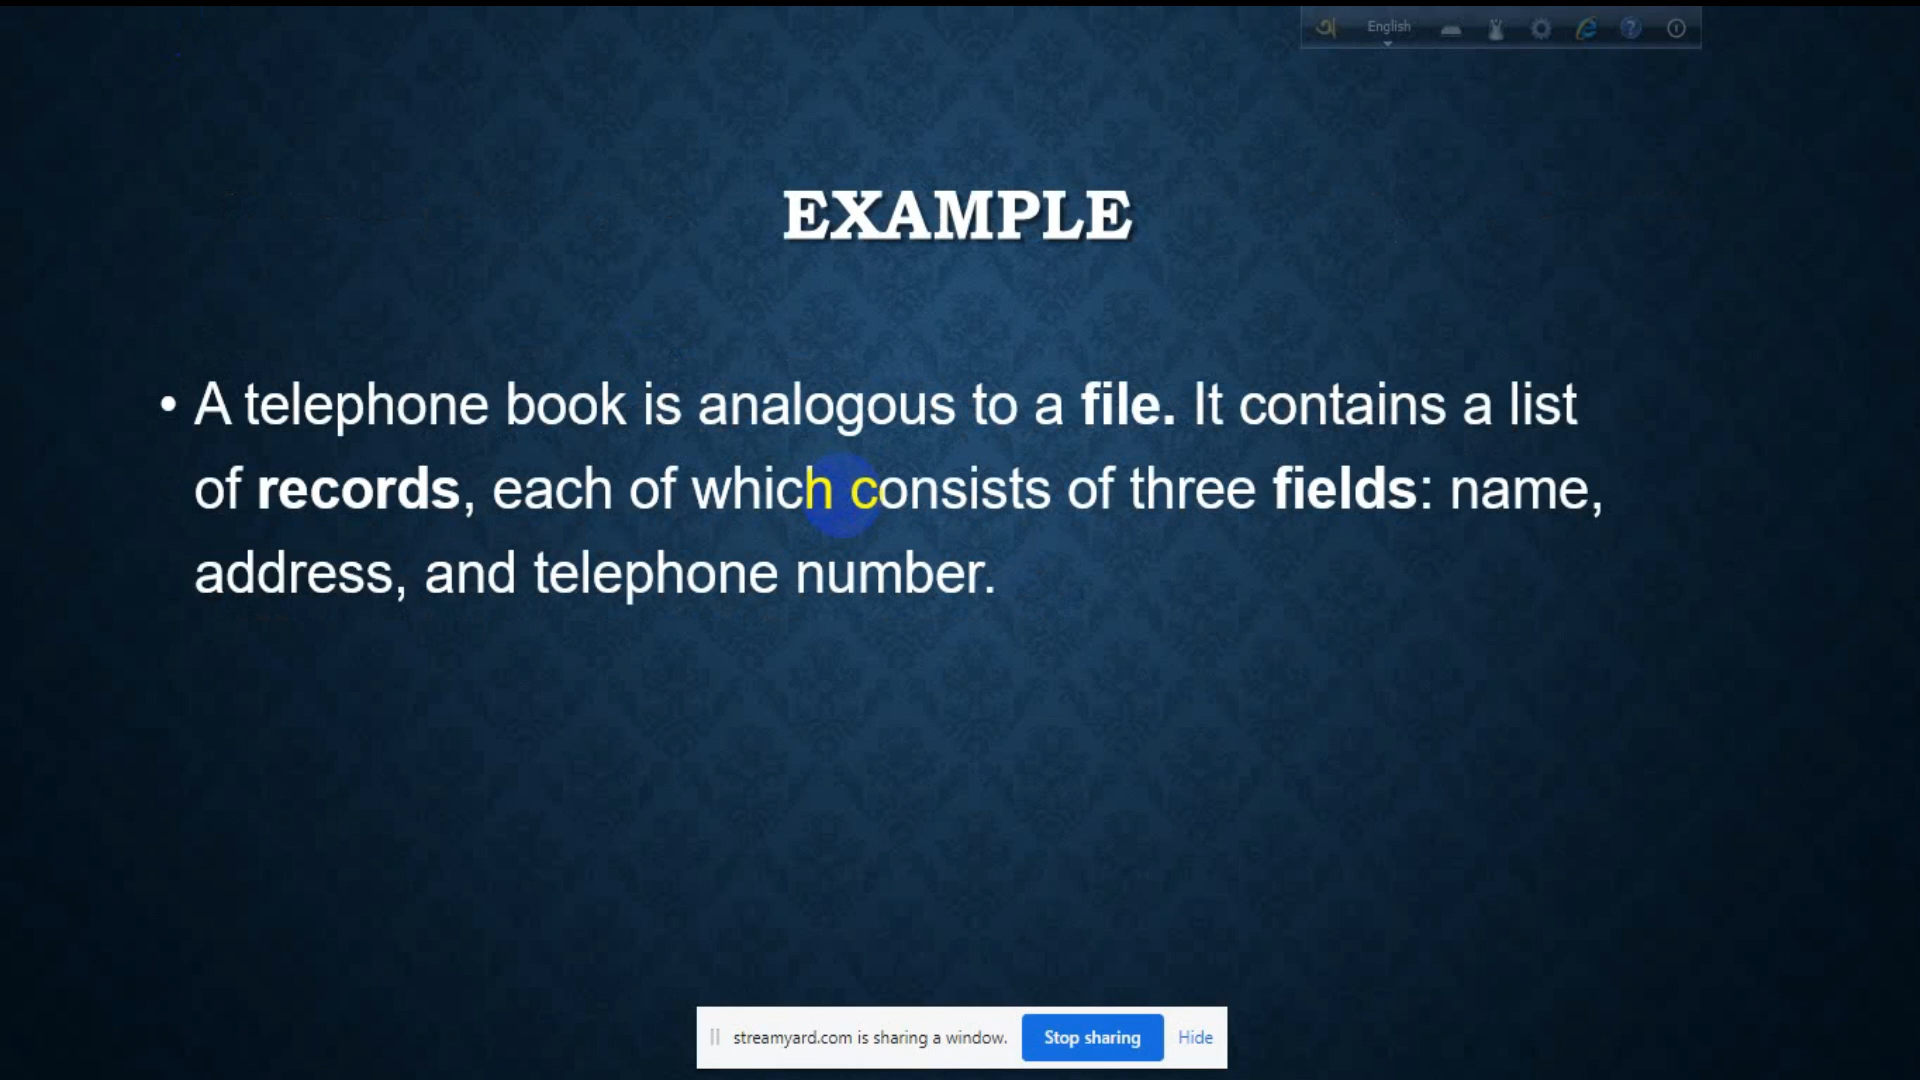 অ English
EXAMPLE
• A telephone book is analogous to a file. It contains a list
of records, each of which consists of three fields: name,
address, and telephone number.
streamyard.com is sharing a window. Stop sharing Hide